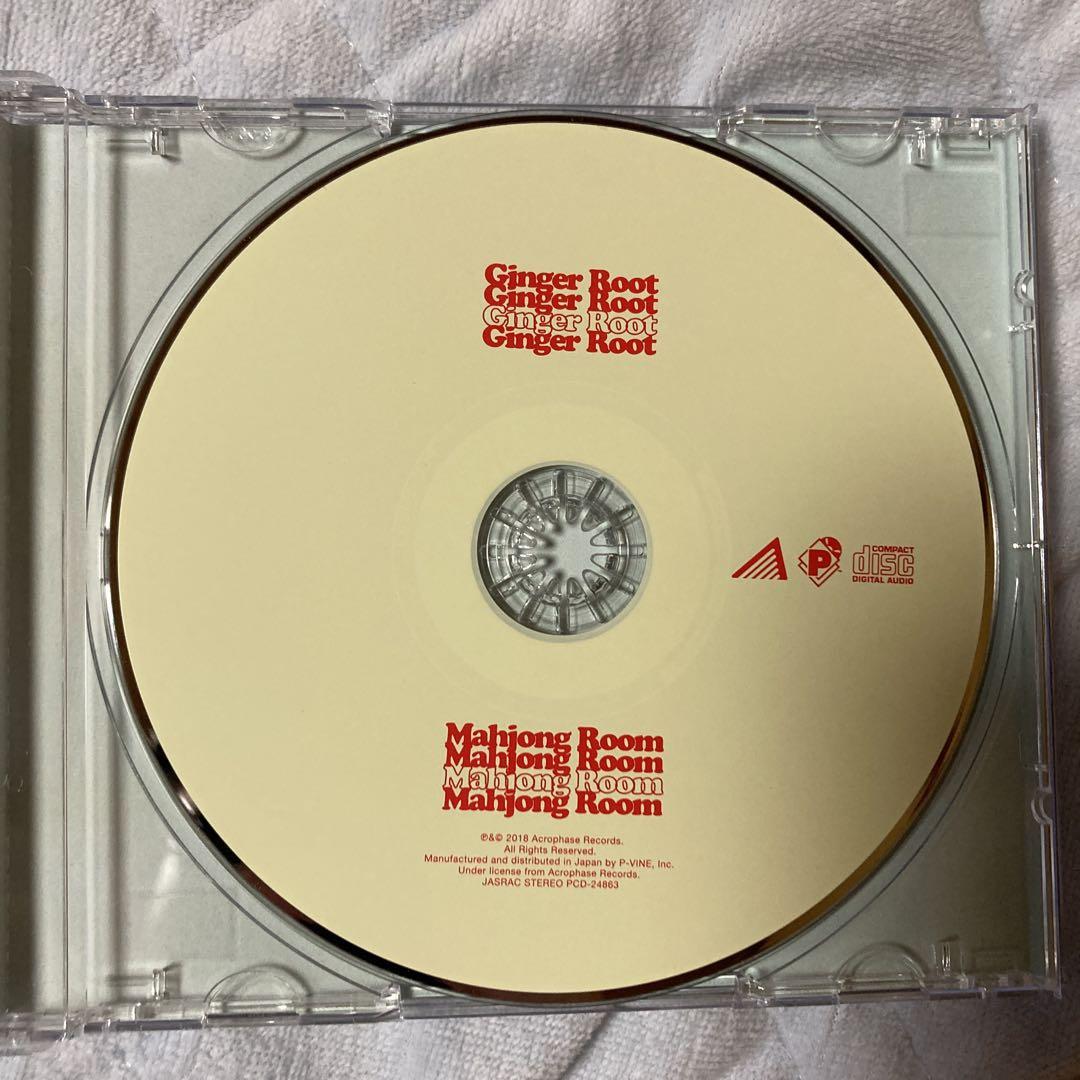 Ginger Root
Ginger Root
Ginger Root
Ginger Root
P
COMPACT
disc
DIGITAL AUDIO
Mahjong Room
Mahjong Room
Mahjong Room
Mahjong Room
℗&© 2018 Acrophase Records.
All Rights Reserved.
Manufactured and distributed in Japan by P-VINE, Inc.
Under license from Acrophase Records.
JASRAC STEREO PCD-24863